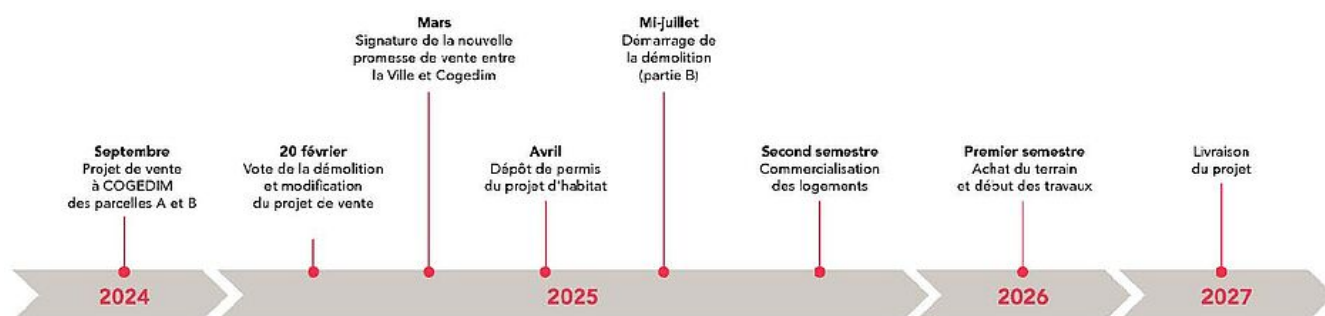 Mars
Signature de la nouvelle
promesse de vente entre
la Ville et Cogedim
Mi-juillet
Démarrage de
la démolition
(partie B)
Septembre
Projet de vente
à COGEDIM
des parcelles A et B
20 février
Vote de la démolition
et modification
du projet de vente
Avril
Dépôt de permis
du projet d'habitat
Second semestre
Commercialisation
des logements
Premier semestre
Achat du terrain
et début des travaux
Livraison
du projet
2024
2025
2026
2027